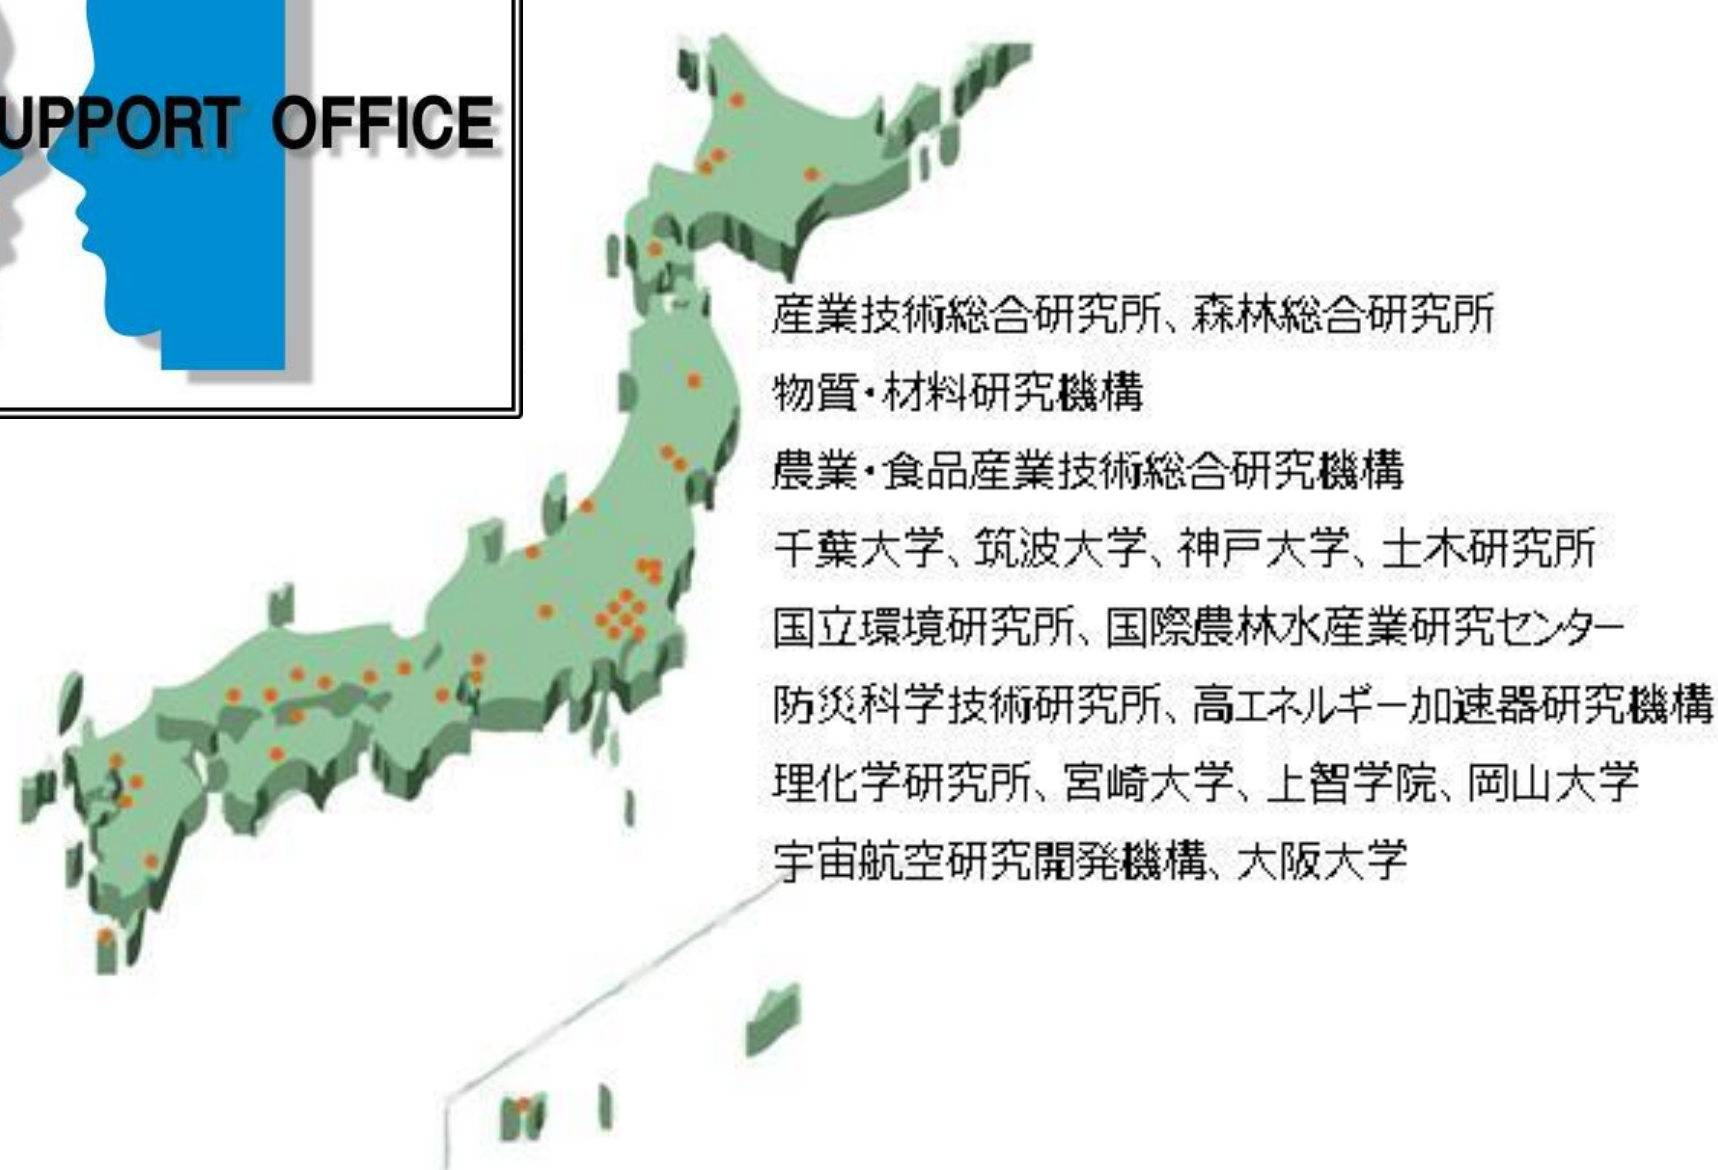 UPPORT OFFICE
産業技術総合研究所、森林総合研究所
物質・材料研究機構
農業・食品産業技術総合研究機構
千葉大学、筑波大学、神戸大学、土木研究所
国立環境研究所、国際農林水産業研究センター
防災科学技術研究所、高エネルギー加速器研究機構
理化学研究所、宮崎大学、上智学院、岡山大学
宇宙航空研究開発機構、大阪大学